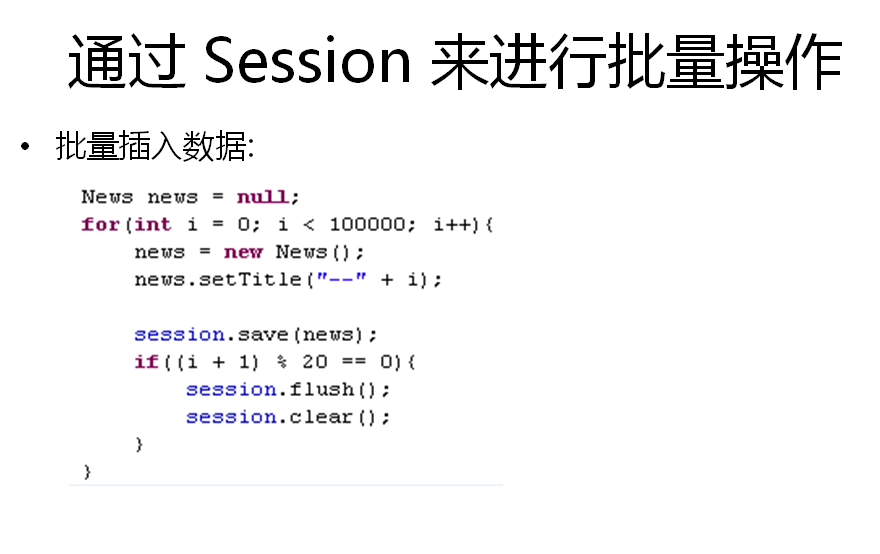 通过 Session 来进行批量操作
• 批量插入数据:
News news = null;
for(int i = 0; i < 100000; i++){
    news = new News();
    news.setTitle("--" + i);

    session.save(news);
    if((i + 1) % 20 == 0){
        session.flush();
        session.clear();
    }
}